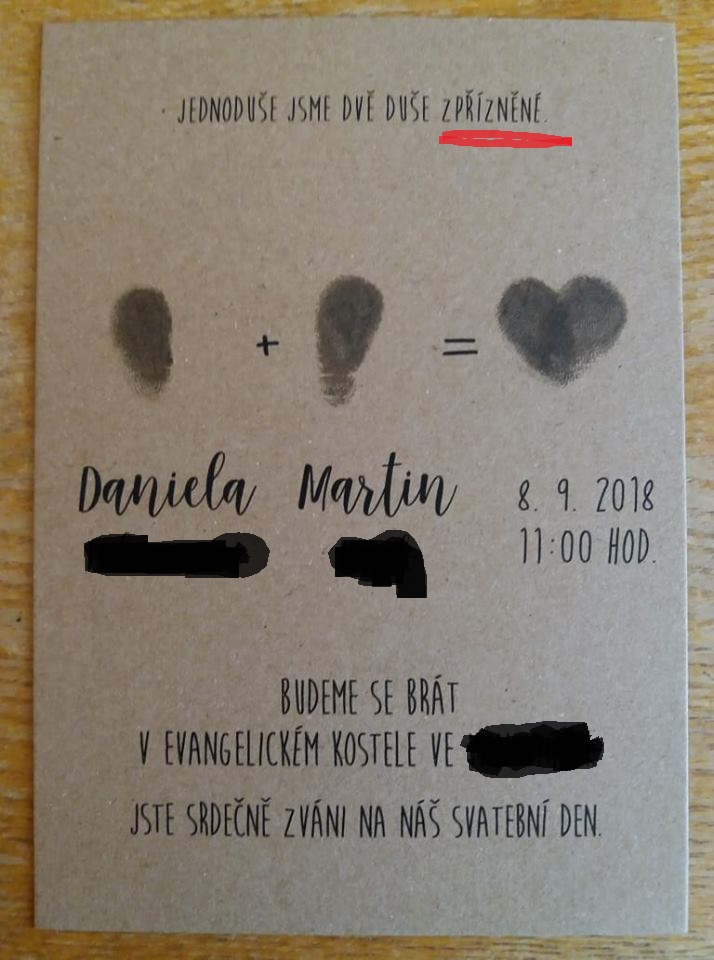 JEDNODUŠE JSME DVĚ DUŠE ZPŘÍZNĚNÉ.
+ =
Daniela Martin 8. 9. 2018
11:00 HOD.
BUDEME SE BRÁT
V EVANGELICKÉM KOSTELE VE
JSTE SRDEČNĚ ZVÁNI NA NÁŠ SVATEBNÍ DEN.